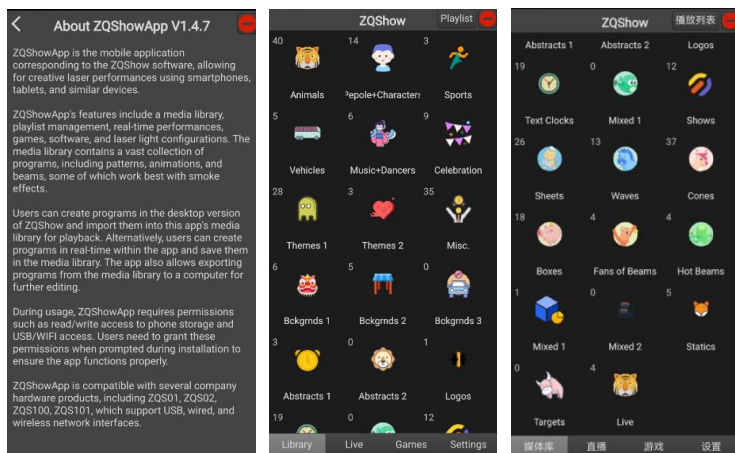 About ZQShowApp V1.4.7
ZQShowApp is the mobile application
corresponding to the ZQShow software, allowing
for creative laser performances using smartphones,
tablets, and similar devices.
ZQShowApp's features include a media library,
playlist management, real-time performances,
games, software, and laser light configurations. The
media library contains a vast collection of
programs, including patterns, animations, and
beams, some of which work best with smoke
effects.
Users can create programs in the desktop version
of ZQShow and import them into this app's media
library for playback. Alternatively, users can create
programs in real-time within the app and save them
in the media library. The app also allows exporting
programs from the media library to a computer for
further editing.
During usage, ZQShowApp requires permissions
such as read/write access to phone storage and
USB/WIFI access. Users need to grant these
permissions when prompted during installation to
ensure the app functions properly.
ZQShowApp is compatible with several company
hardware products, including ZQS01, ZQS02,
ZQS100, ZQS101, which support USB, wired, and
wireless network interfaces.
ZQShow Playlist
40 14 3
Animals Pepole+Characters Sports
5 6 9
Vehicles Music+Dancers Celebration
28 3 35
Themes 1 Themes 2 Misc.
6 5 0
Bckgrnds 1 Bckgrnds 2 Bckgrnds 3
3 0 1
Abstracts 1 Abstracts 2 Logos
19 0 12
Library Live Games Settings
ZQShow 播放列表
Abstracts 1 Abstracts 2 Logos
19 0 12
Text Clocks Mixed 1 Shows
26 13 37
Sheets Waves Cones
18 4 4
Boxes Fans of Beams Hot Beams
1 0 5
Mixed 1 Mixed 2 Statics
0 4
Targets Live
媒体库 直播 游戏 设置